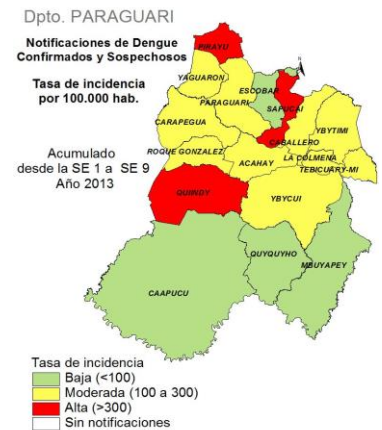 Dpto. PARAGUARI
Notificaciones de Dengue
Confirmados y Sospechosos
Tasa de incidencia
por 100.000 hab.
Acumulado
desde la SE 1 a SE 9
Año 2013
PIRAYU
YAGUARON
ESCOBAR
PARAGUARI
SAPUCAI
CARAPEGUA
CABALLERO
YBYTIMI
ROQUE GONZALEZ
ACAHAY
LA COLMENA
TEBICUARY-MI
QUIINDY
YBYCUI
QUYQUYHO
MBUYAPEY
CAAPUCU
Tasa de incidencia
Baja (<100)
Moderada (100 a 300)
Alta (>300)
Sin notificaciones